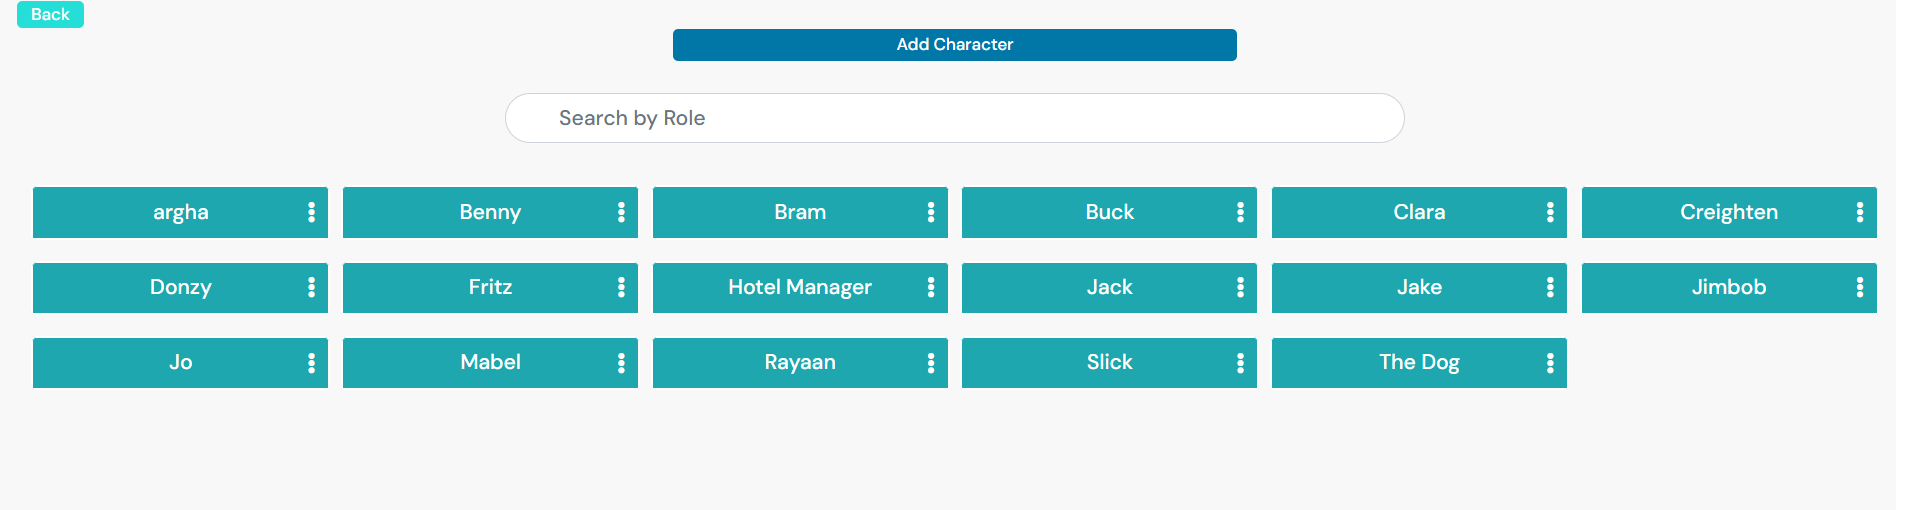 Back
Add Character
Search by Role
argha Benny Bram Buck Clara Creighten
Donzy Fritz Hotel Manager Jack Jake Jimbob
Jo Mabel Rayaan Slick The Dog